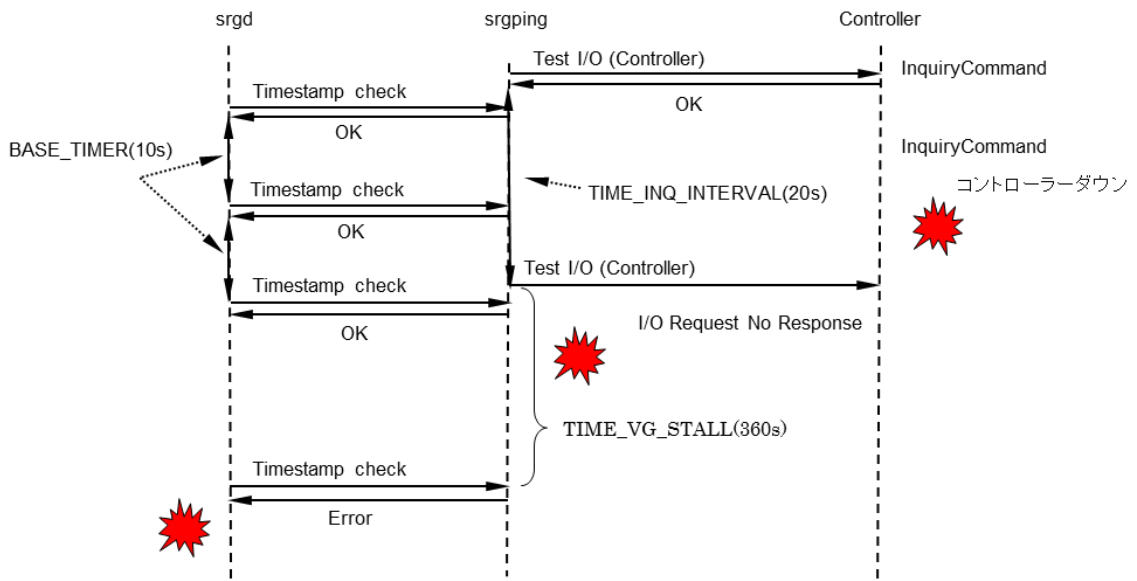 srgd
srgping
Controller
Test I/O (Controller)
InquiryCommand
Timestamp check
OK
OK
BASE_TIMER(10s)
InquiryCommand
コントローラーダウン
Timestamp check
TIME_INQ_INTERVAL(20s)
OK
Test I/O (Controller)
Timestamp check
OK
I/O Request No Response
TIME_VG_STALL(360s)
Timestamp check
Error